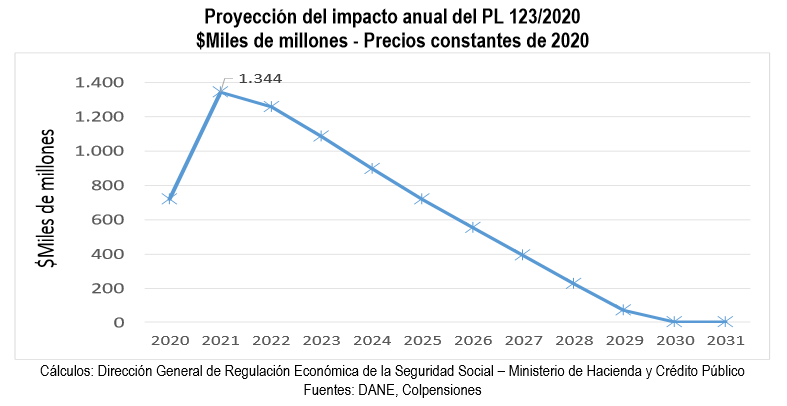 Proyección del impacto anual del PL 123/2020
$Miles de millones - Precios constantes de 2020
$Miles de millones
1.400
1.200
1.000
800
600
400
200
0
1.344
2020 2021 2022 2023 2024 2025 2026 2027 2028 2029 2030 2031
Cálculos: Dirección General de Regulación Económica de la Seguridad Social – Ministerio de Hacienda y Crédito Público
Fuentes: DANE, Colpensiones